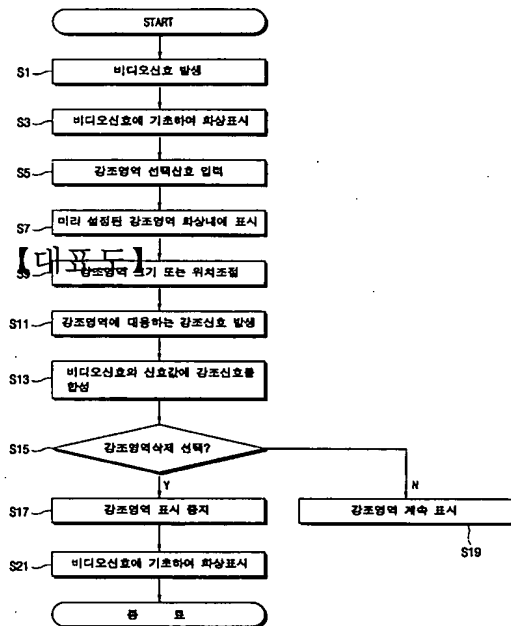 START
S1 비디오신호 발생
S3 비디오신호에 기초하여 화상표시
S5 강조영역 선택신호 입력
S7 미리 설정된 강조영역 화상내에 표시
【대표도】
S9 강조영역 크기 또는 위치조절
S11 강조영역에 대응하는 강조신호 발생
S13 비디오신호와 신호값에 강조신호를
합성
S15 강조영역삭제 선택?
Y N
S17 강조영역 표시 중지 강조영역 계속 표시
S19
S21 비디오신호에 기초하여 화상표시
종 료